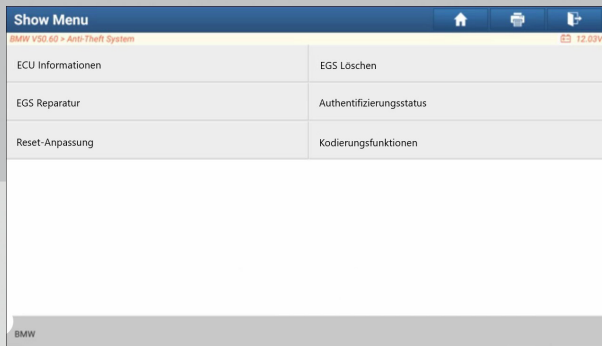 Show Menu
BMW V50.60 > Anti-Theft System
12.03V
ECU Informationen
EGS Löschen
EGS Reparatur
Authentifizierungsstatus
Reset-Anpassung
Kodierungsfunktionen
BMW